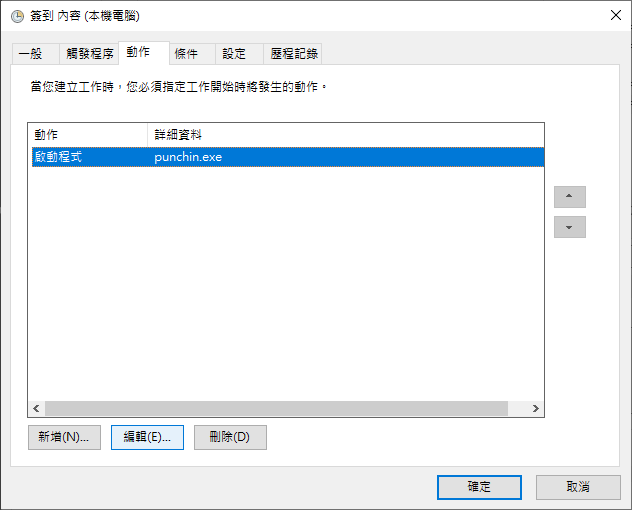 簽到 內容 (本機電腦)
一般 觸發程序 動作 條件 設定 歷程記錄
當您建立工作時，您必須指定工作開始時將發生的動作。
動作 詳細資料
啟動程式 punchin.exe
新增(N)... 編輯(E)... 刪除(D)
確定 取消